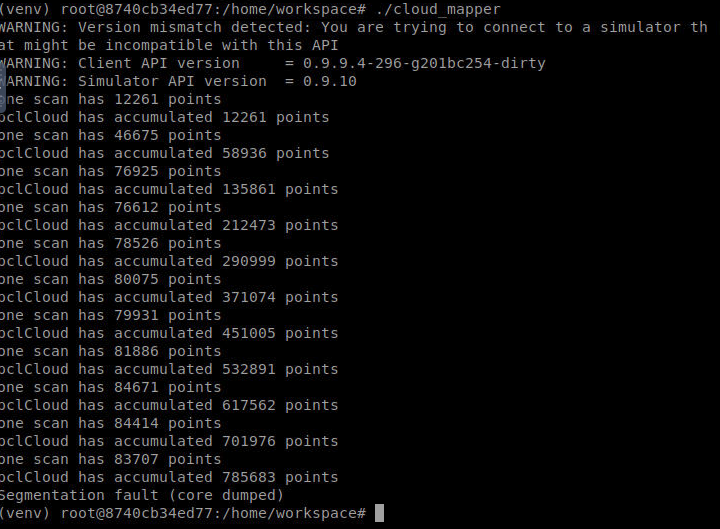 (venv) root@8740cb34ed77:/home/workspace# ./cloud_mapper
WARNING: Version mismatch detected: You are trying to connect to a simulator th
at might be incompatible with this API
WARNING: Client API version     = 0.9.9.4-296-g201bc254-dirty
WARNING: Simulator API version  = 0.9.10
one scan has 12261 points
pclCloud has accumulated 12261 points
one scan has 46675 points
pclCloud has accumulated 58936 points
one scan has 76925 points
pclCloud has accumulated 135861 points
one scan has 76612 points
pclCloud has accumulated 212473 points
one scan has 78526 points
pclCloud has accumulated 290999 points
one scan has 80075 points
pclCloud has accumulated 371074 points
one scan has 79931 points
pclCloud has accumulated 451005 points
one scan has 81886 points
pclCloud has accumulated 532891 points
one scan has 84671 points
pclCloud has accumulated 617562 points
one scan has 84414 points
pclCloud has accumulated 701976 points
one scan has 83707 points
pclCloud has accumulated 785683 points
Segmentation fault (core dumped)
(venv) root@8740cb34ed77:/home/workspace#